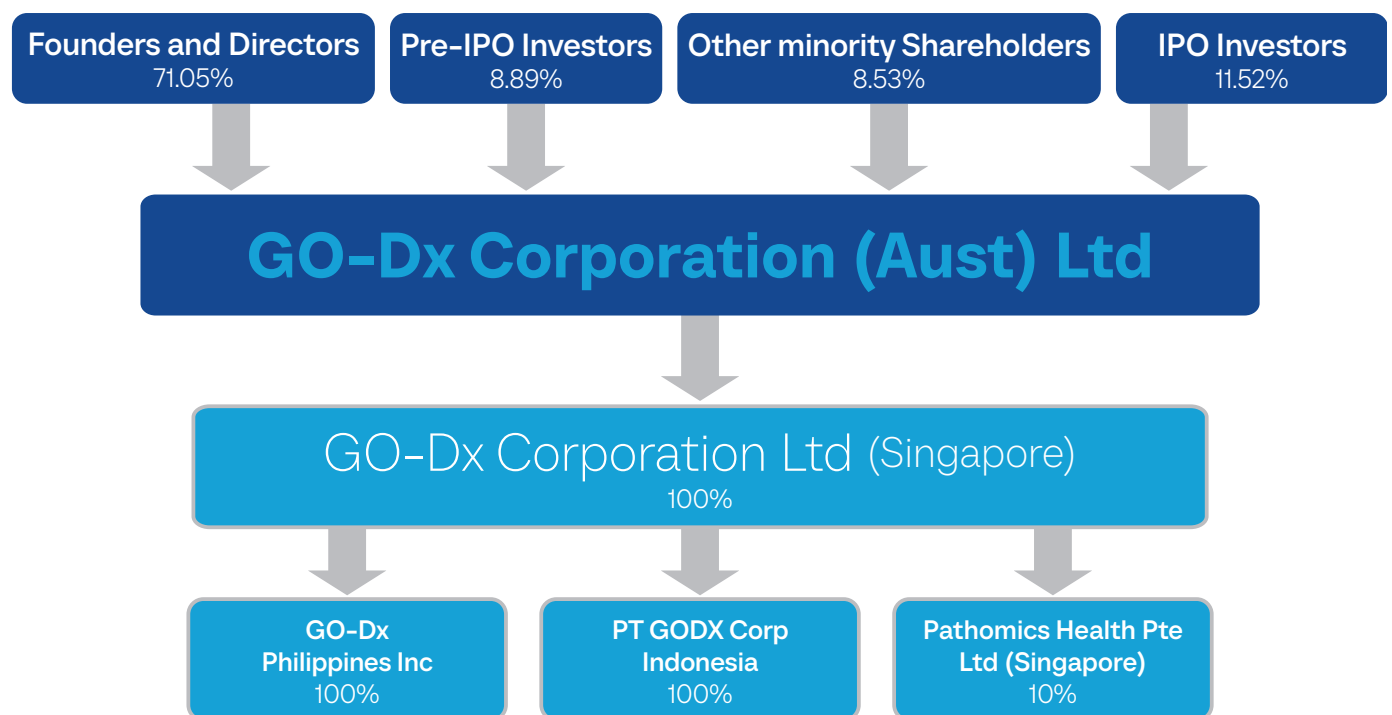 Founders and Directors
71.05%
Pre-IPO Investors
8.89%
Other minority Shareholders
8.53%
IPO Investors
11.52%
GO-Dx Corporation (Aust) Ltd
GO-Dx Corporation Ltd (Singapore)
100%
GO-Dx
Philippines Inc
100%
PT GODX Corp
Indonesia
100%
Pathomics Health Pte
Ltd (Singapore)
10%